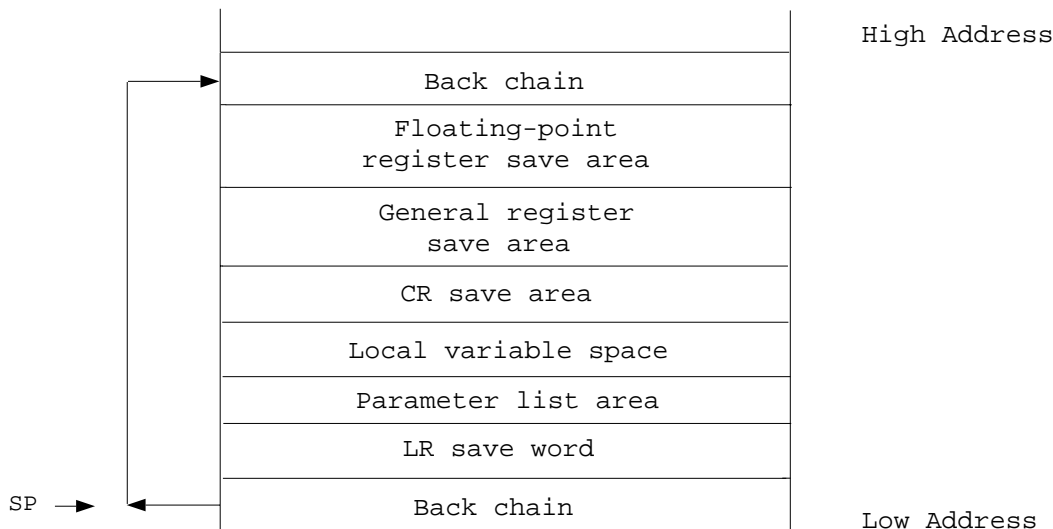 High Address
Back chain
Floating-point
register save area
General register
save area
CR save area
Local variable space
Parameter list area
LR save word
SP
Back chain
Low Address